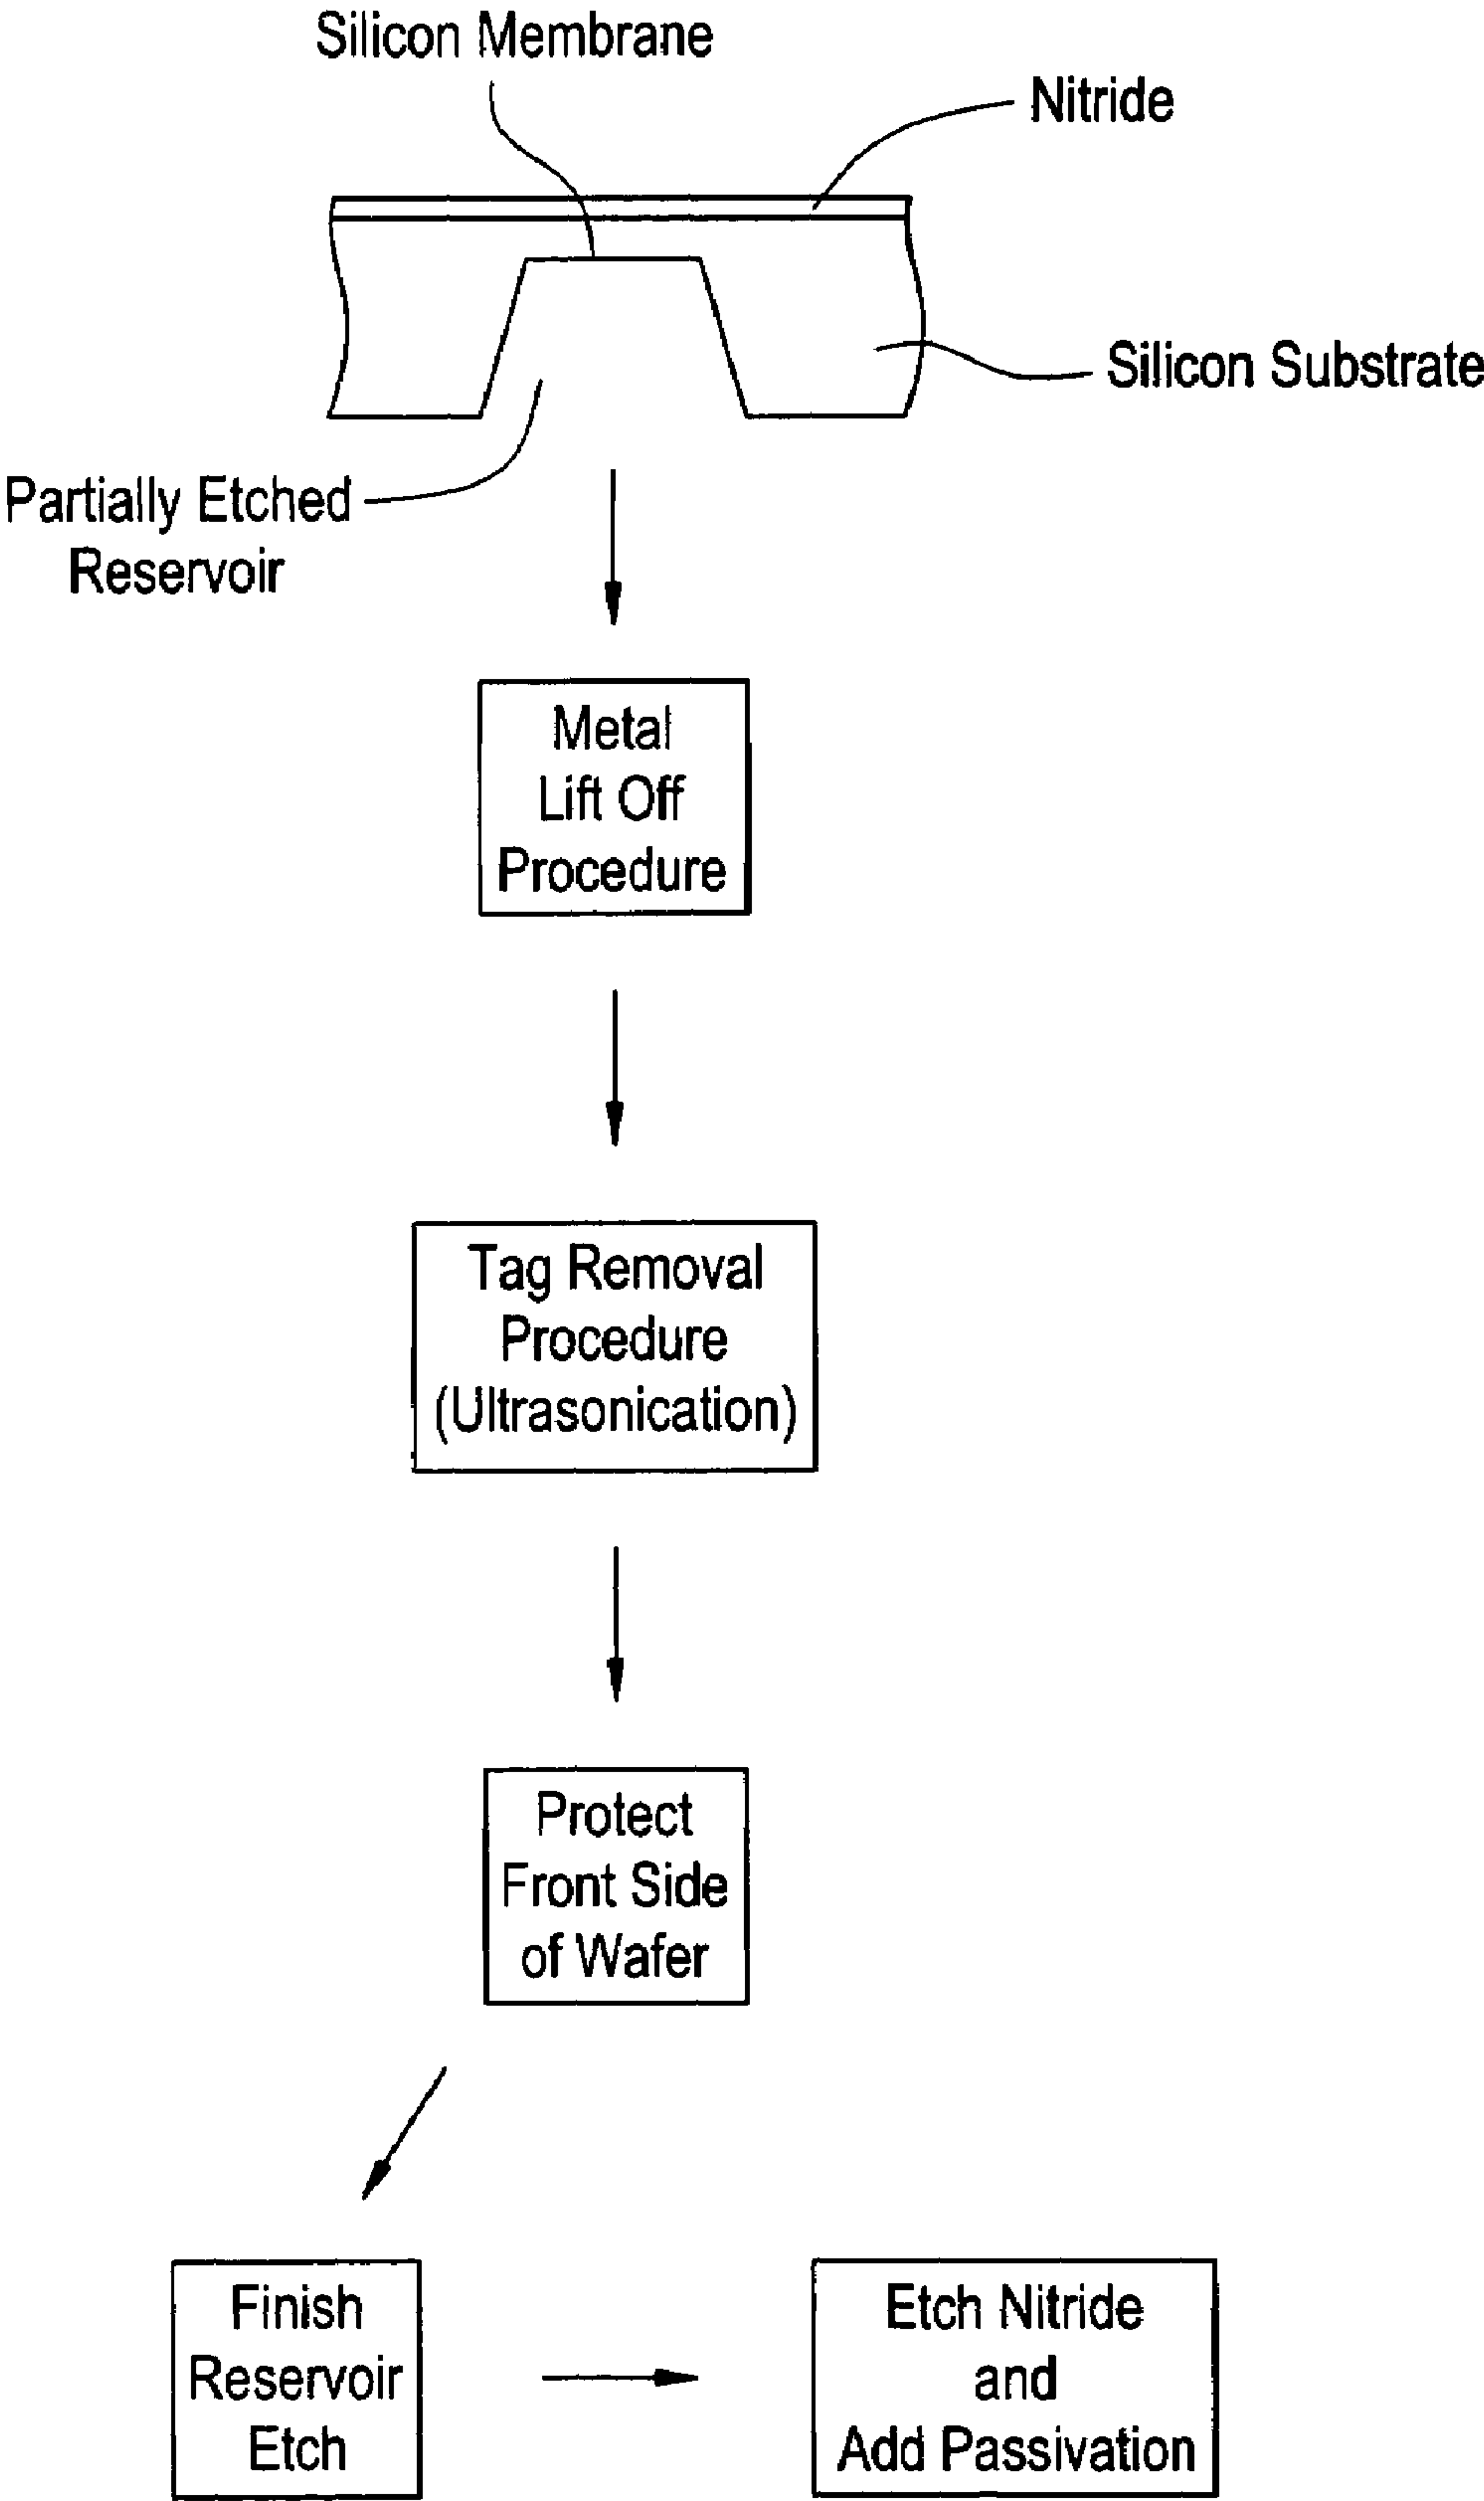 Silicon Membrane
Nitride
Silicon Substrate
Partially Etched
Reservoir
Metal
Lift Off
Procedure
Tag Removal
Procedure
(Ultrasonication)
Protect
Front Side
of Wafer
Finish
Reservoir
Etch
Etch Nitride
and
Add Passivation